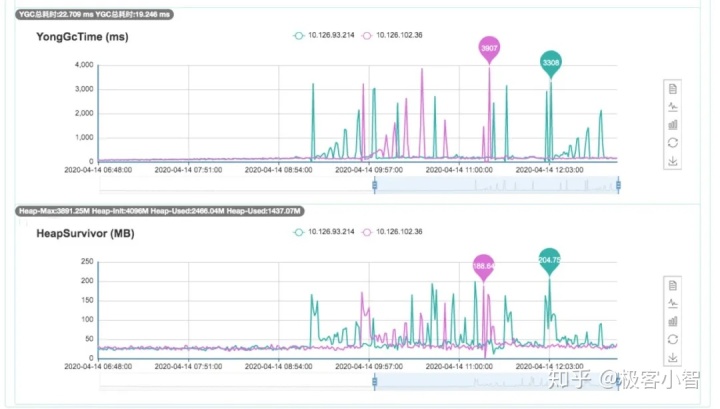 YGC总耗时:22.709 ms YGC总耗时:19.246 ms
YongGcTime (ms)
10.126.93.214 10.126.102.36
3907
3308
4,000
3,000
2,000
1,000
0
2020-04-14 06:48:00 2020-04-14 07:51:00 2020-04-14 08:54:00 2020-04-14 09:57:00 2020-04-14 11:00:00 2020-04-14 12:03:00
Heap-Max:3891.25M Heap-Init:4096M Heap-Used:2466.04M Heap-Used:1437.07M
HeapSurvivor (MB)
10.126.93.214 10.126.102.36
204.75
250
200
150
100
50
0
2020-04-14 06:48:00 2020-04-14 07:51:00 2020-04-14 08:54:00 2020-04-14 09:57:00 2020-04-14 11:00:00 2020-04-14 12:03:00
知乎 @极客小智